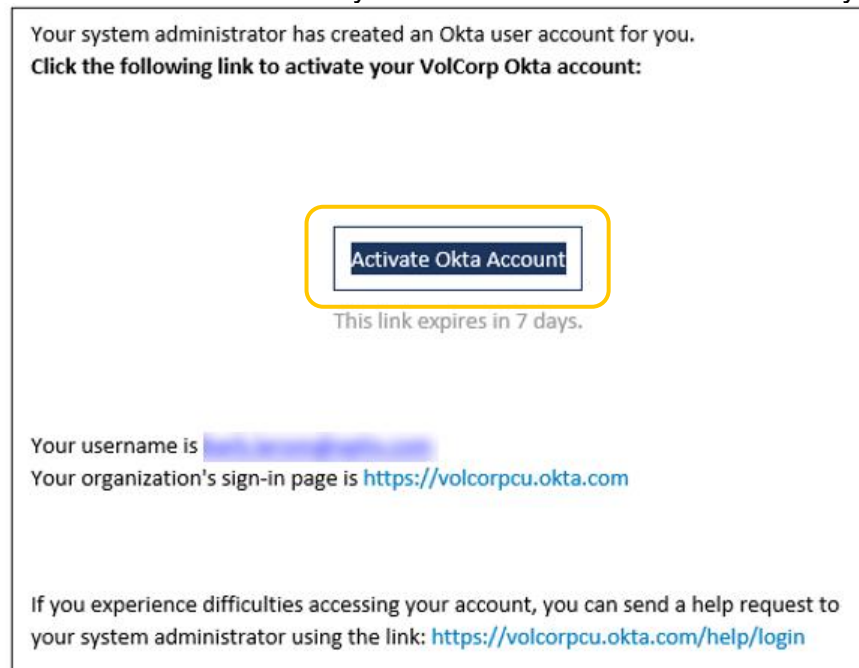 Your system administrator has created an Okta user account for you.
Click the following link to activate your VolCorp Okta account:
Activate Okta Account
This link expires in 7 days.
Your username is
Your organization's sign-in page is https://volcorpcu.okta.com
If you experience difficulties accessing your account, you can send a help request to
your system administrator using the link: https://volcorpcu.okta.com/help/login